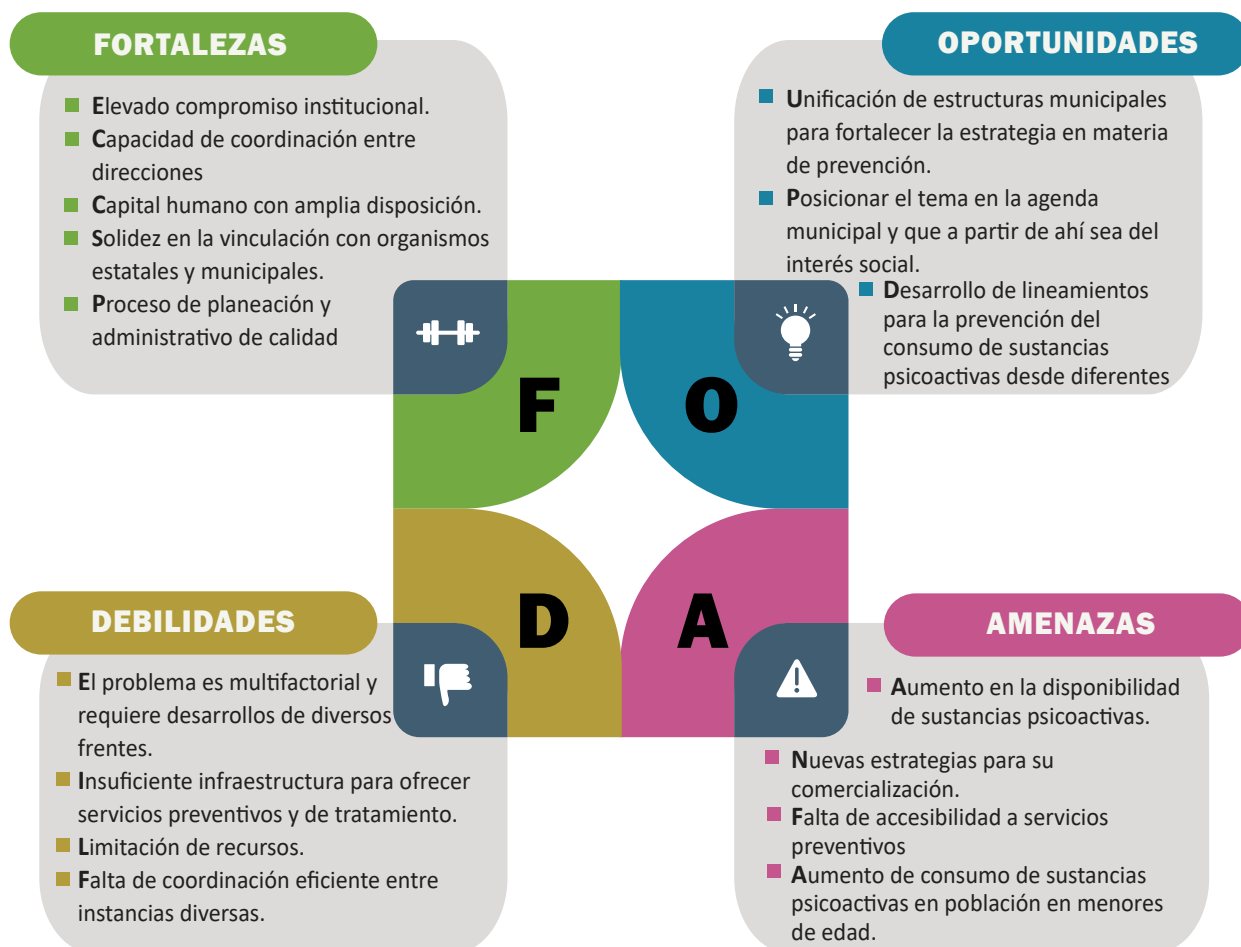 FORTALEZAS
Elevado compromiso institucional.
Capacidad de coordinación entre
direcciones
Capital humano con amplia disposición.
Solidez en la vinculación con organismos
estatales y municipales.
Proceso de planeación y
administrativo de calidad
OPORTUNIDADES
Unificación de estructuras municipales
para fortalecer la estrategia en materia
de prevención.
Posicionar el tema en la agenda
municipal y que a partir de ahí sea del
interés social.
Desarrollo de lineamientos
para la prevención del
consumo de sustancias
psicoactivas desde diferentes
F
O
D
A
DEBILIDADES
El problema es multifactorial y
requiere desarrollos de diversos
frentes.
Insuficiente infraestructura para ofrecer
servicios preventivos y de tratamiento.
Limitación de recursos.
Falta de coordinación eficiente entre
instancias diversas.
AMENAZAS
Aumento en la disponibilidad
de sustancias psicoactivas.
Nuevas estrategias para su
comercialización.
Falta de accesibilidad a servicios
preventivos
Aumento de consumo de sustancias
psicoactivas en población en menores
de edad.